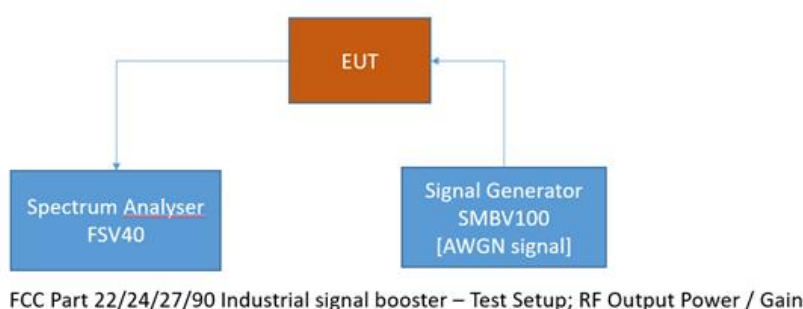 EUT
Spectrum Analyser
FSV40
Signal Generator
SMBV100
[AWGN signal]
FCC Part 22/24/27/90 Industrial signal booster – Test Setup; RF Output Power / Gain